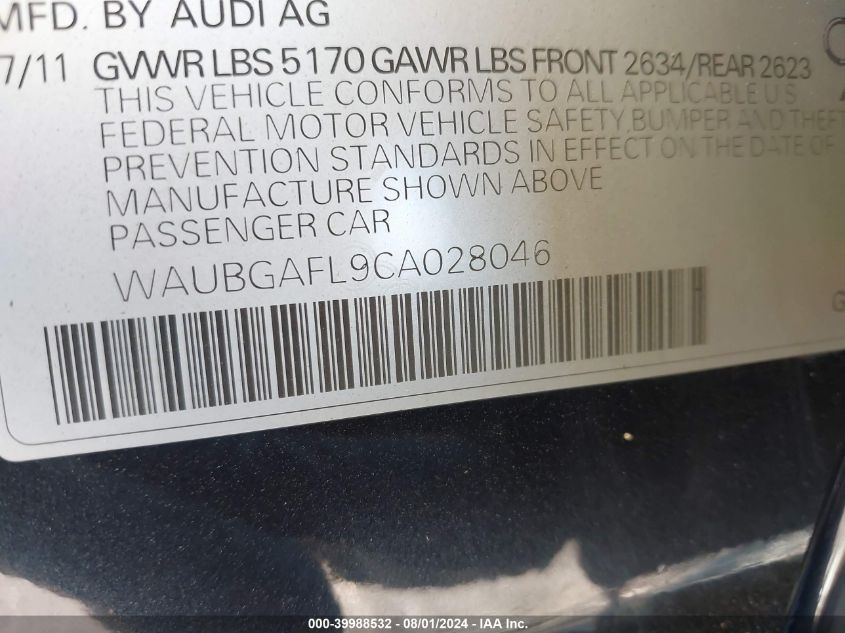 MFD. BY AUDI AG
7/11 GVWR LBS 5170 GAWR LBS FRONT 2634/REAR 2623
THIS VEHICLE CONFORMS TO ALL APPLICABLE U.S.
FEDERAL MOTOR VEHICLE SAFETY, BUMPER AND THEFT
PREVENTION STANDARDS IN EFFECT ON THE DATE OF
MANUFACTURE SHOWN ABOVE
PASSENGER CAR
WAUBGAFL9CA028046
G
000-39988532 - 08/01/2024 - IAA Inc.